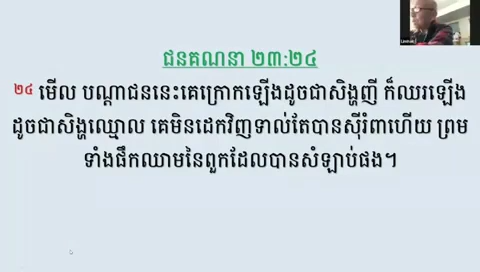 ជនគណនា ២៣:២៤
២៤ មើល បណ្តាជននេះគេក្រោកឡើងដូចជាសិង្ហញី ក៏ឈរឡើង
ដូចជាសិង្ហឈ្មោល គេមិនដេកវិញទាល់តែបានស៊ីរំពាហើយ ព្រម
ទាំងផឹកឈាមនៃពួកដែលបានសំឡាប់ផង។